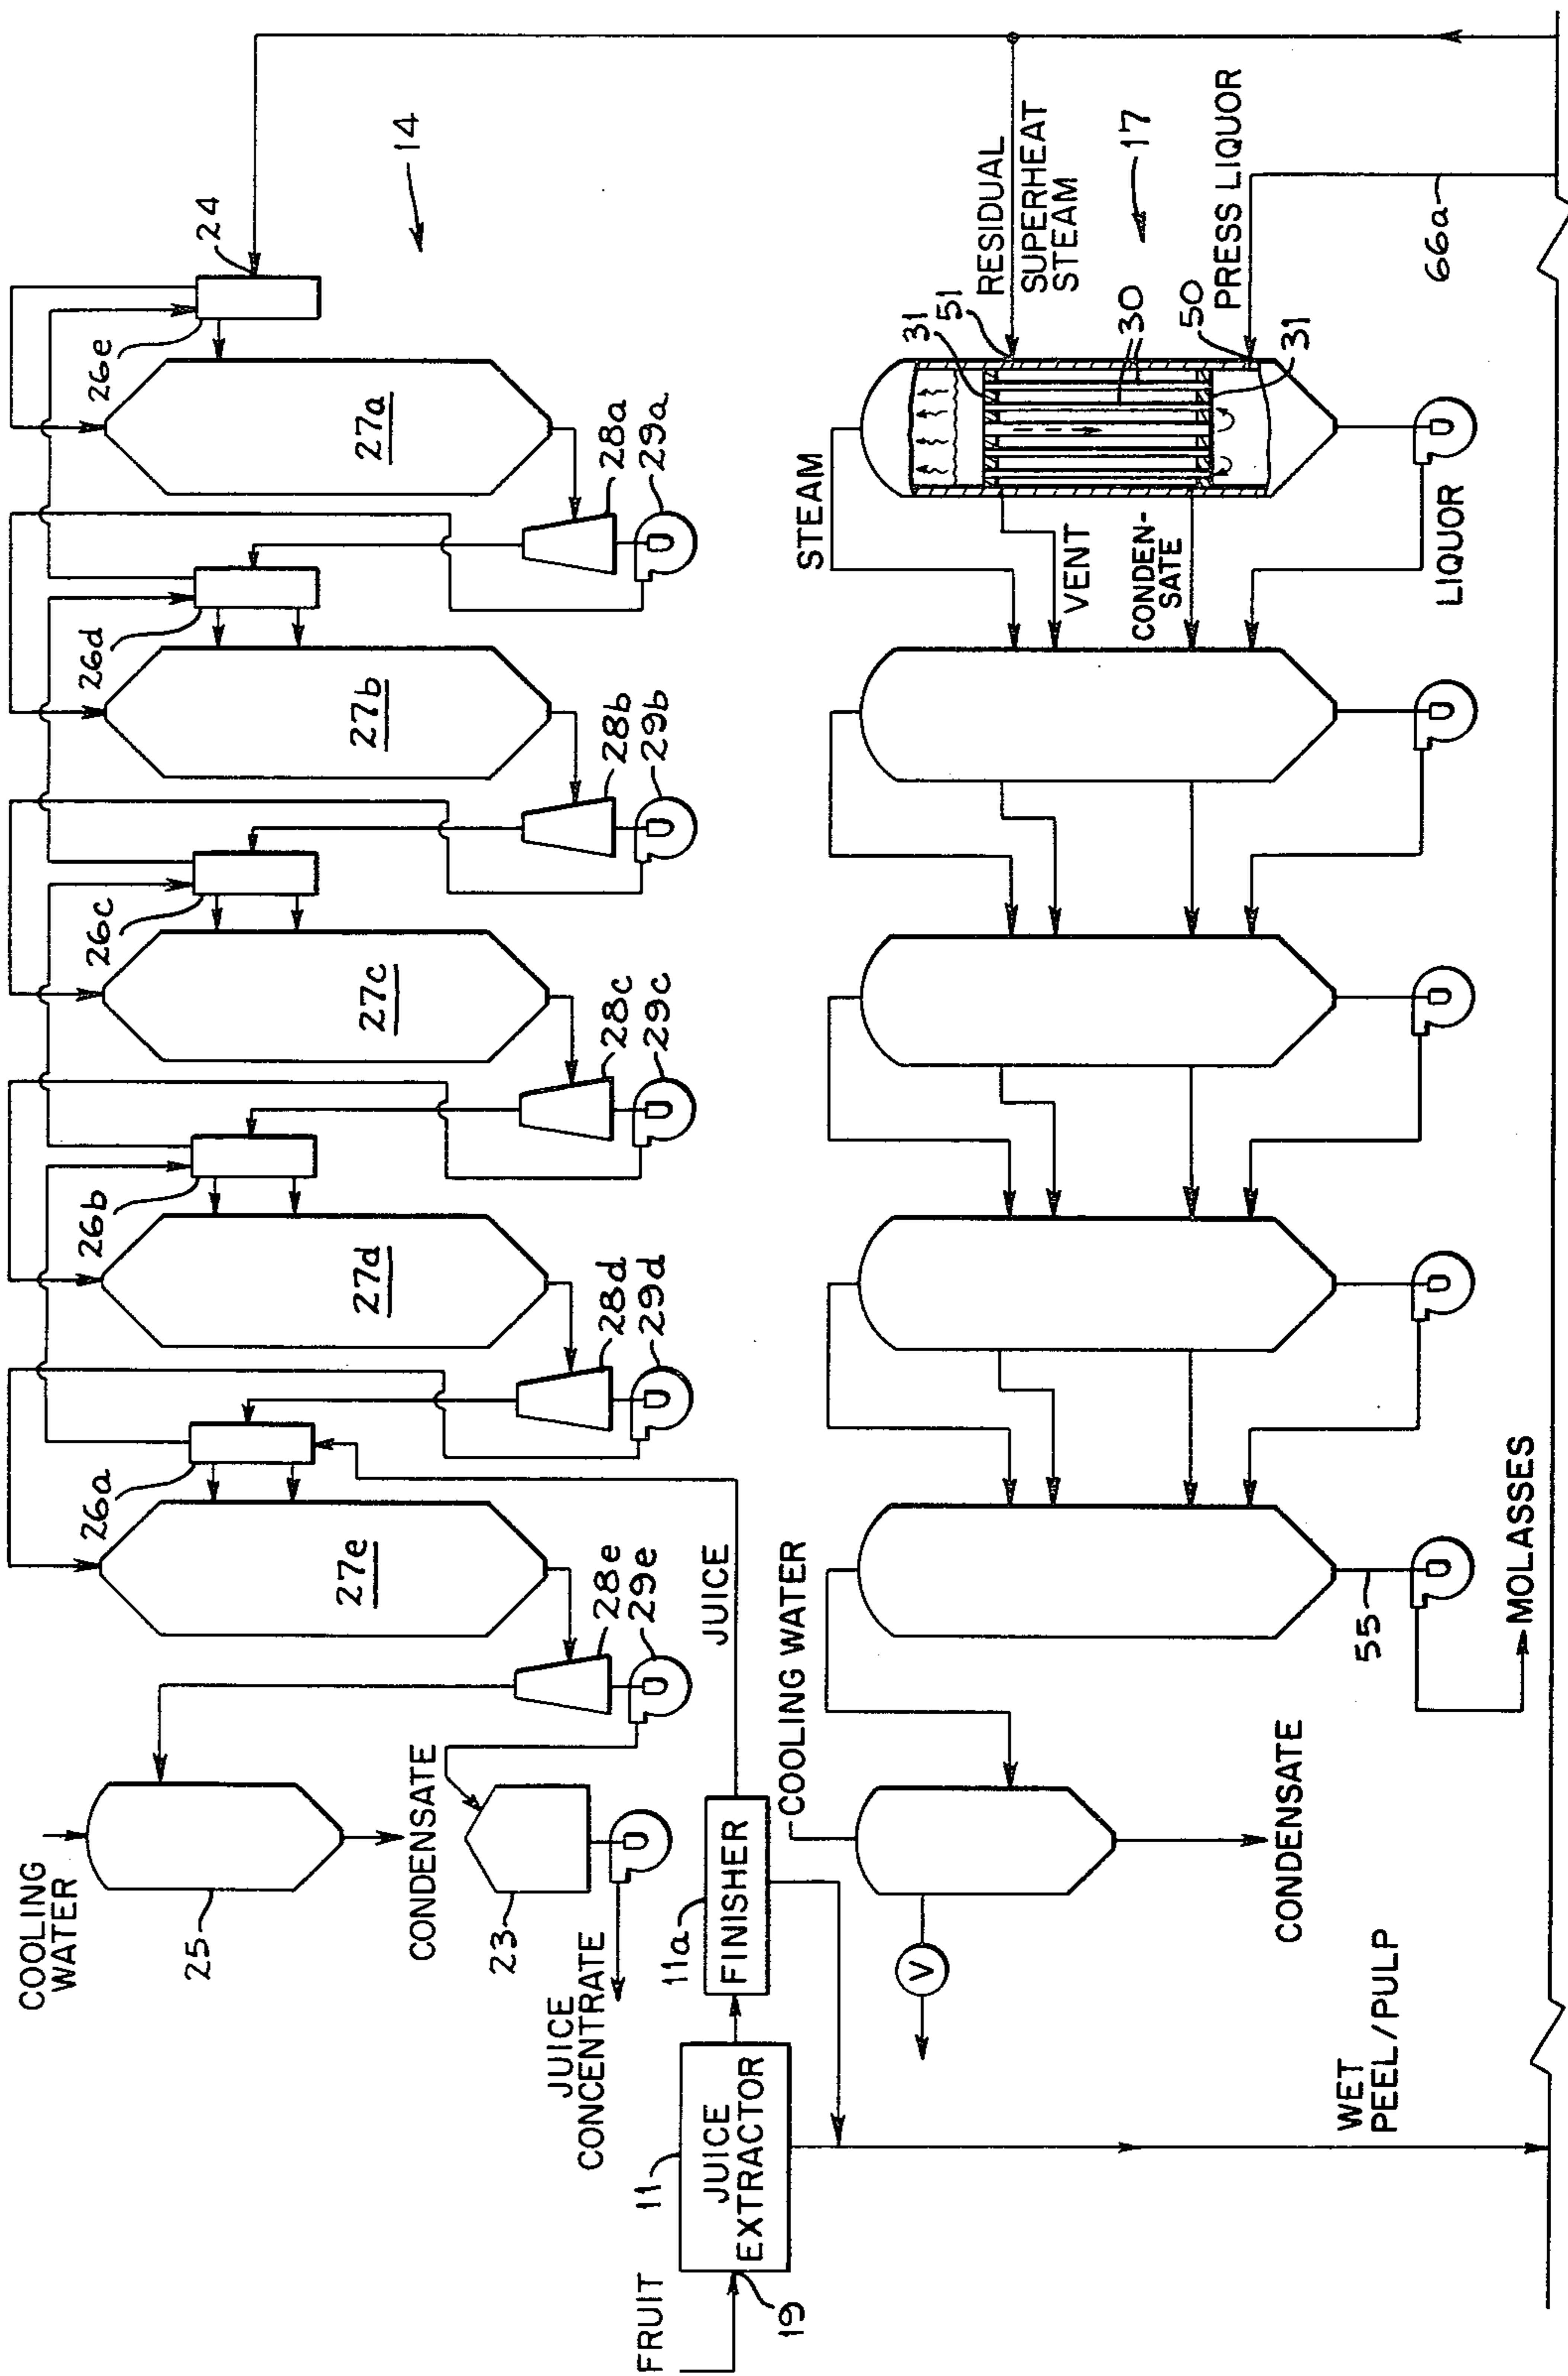 COOLING
WATER
25
CONDENSATE
23
JUICE
CONCENTRATE
27e
26a
28e
29e
27d
26b
28d
29d
27c
26c
28c
29c
27b
26d
28b
29b
27a
26e
28a
29a
24
14
FRUIT
19
11
JUICE
EXTRACTOR
11a
FINISHER
JUICE
COOLING WATER
V
CONDENSATE
WET
PEEL/PULP
55
MOLASSES
STEAM
VENT
CONDEN-
SATE
LIQUOR
31
51
RESIDUAL
SUPERHEAT
STEAM
30
17
50
31
PRESS LIQUOR
66a